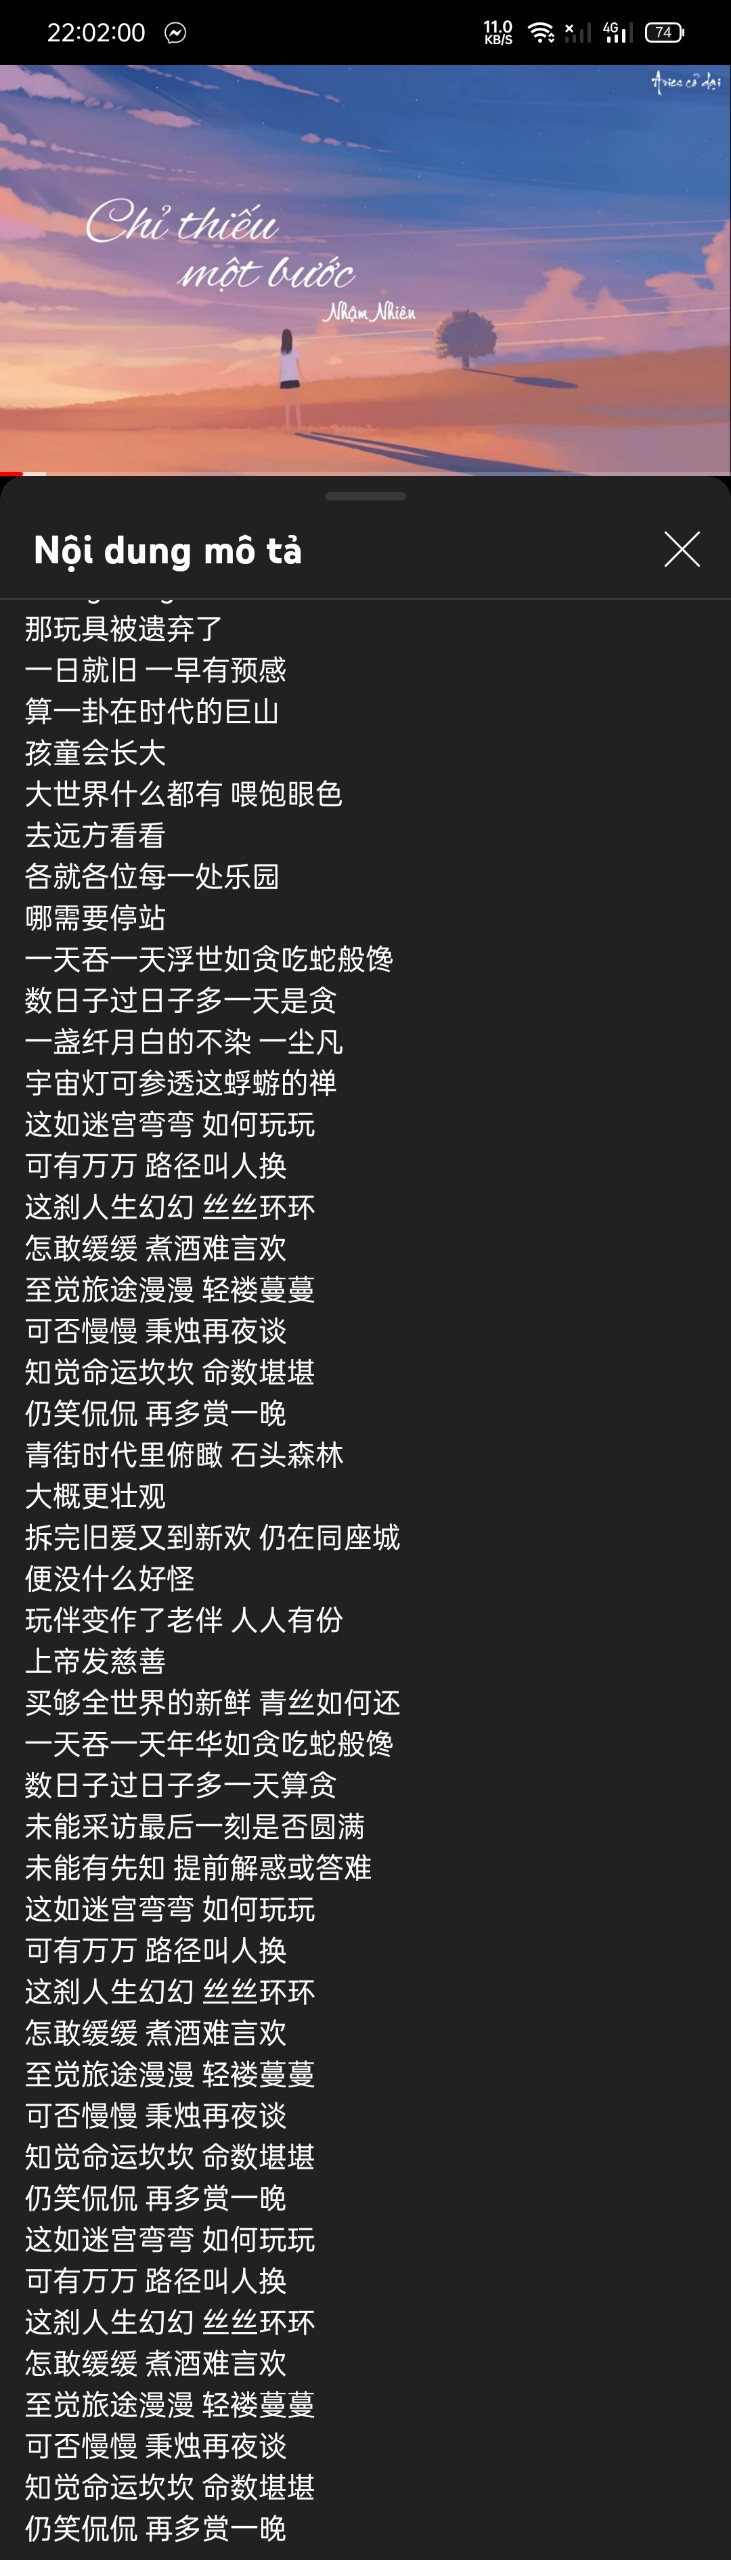 22:02:00
11.0 KB/S
4G
74
Aries cổ đại
Chỉ thiếu
một bước
Nhậm Nhiên
Nội dung mô tả
那玩具被遗弃了
一日就旧 一早有预感
算一卦在时代的巨山
孩童会长大
大世界什么都有 喂饱眼色
去远方看看
各就各位每一处乐园
哪需要停站
一天吞一天浮世如贪吃蛇般馋
数日子过日子多一天是贪
一盏纤月白的不染 一尘凡
宇宙灯可参透这蜉蝣的禅
这如迷宫弯弯 如何玩玩
可有万万 路径叫人换
这刹人生幻幻 丝丝环环
怎敢缓缓 煮酒难言欢
至觉旅途漫漫 轻褛蔓蔓
可否慢慢 秉烛再夜谈
知觉命运坎坎 命数堪堪
仍笑侃侃 再多赏一晚
青街时代里俯瞰 石头森林
大概更壮观
拆完旧爱又到新欢 仍在同座城
便没什么好怪
玩伴变作了老伴 人人有份
上帝发慈善
买够全世界的新鲜 青丝如何还
一天吞一天年华如贪吃蛇般馋
数日子过日子多一天算贪
未能采访最后一刻是否圆满
未能有先知 提前解惑或答难
这如迷宫弯弯 如何玩玩
可有万万 路径叫人换
这刹人生幻幻 丝丝环环
怎敢缓缓 煮酒难言欢
至觉旅途漫漫 轻褛蔓蔓
可否慢慢 秉烛再夜谈
知觉命运坎坎 命数堪堪
仍笑侃侃 再多赏一晚
这如迷宫弯弯 如何玩玩
可有万万 路径叫人换
这刹人生幻幻 丝丝环环
怎敢缓缓 煮酒难言欢
至觉旅途漫漫 轻褛蔓蔓
可否慢慢 秉烛再夜谈
知觉命运坎坎 命数堪堪
仍笑侃侃 再多赏一晚